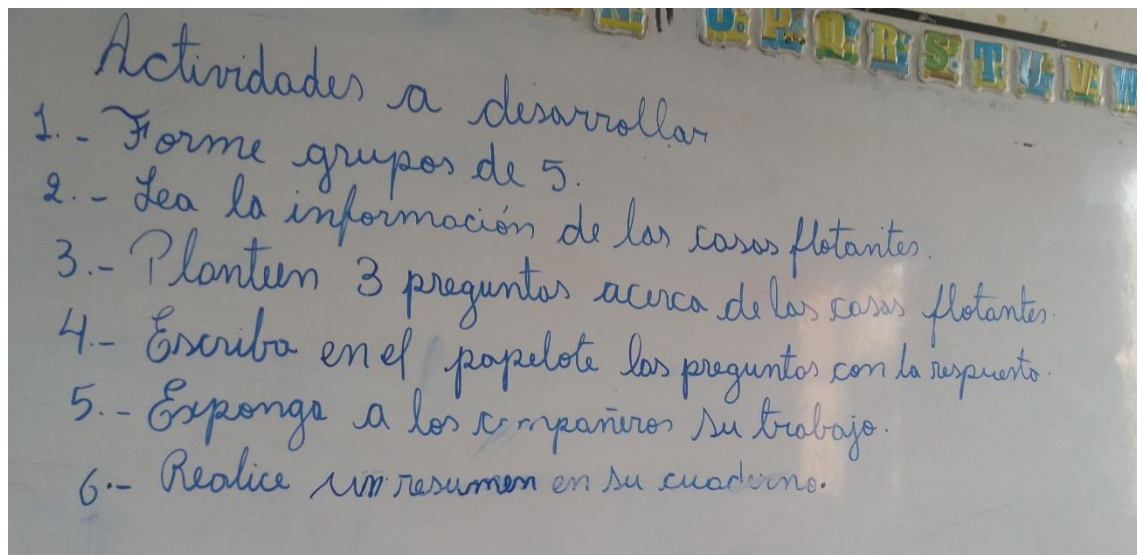 N O P Q R S T U V W
Actividades a desarrollar
1.- Forme grupos de 5.
2.- Lea la información de las casas flotantes.
3.- Planteen 3 preguntas acerca de las casas flotantes.
4.- Escriba en el papelote las preguntas con la respuesta.
5.- Exponga a los compañeros su trabajo.
6.- Realice un resumen en su cuaderno.